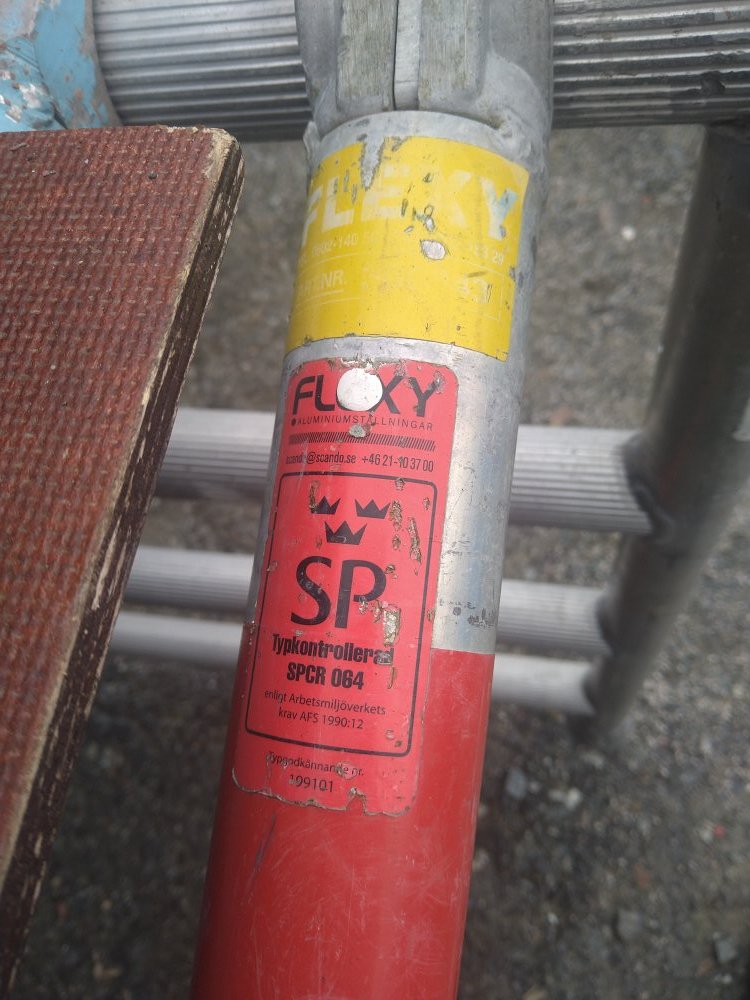 FLEXY
FLEXY
ALUMINIUMSTÄLLNINGAR
scando@scando.se +46 21-10 37 00
SP
Typkontrollerad
SPCR 064
enligt Arbetsmiljöverkets
krav AFS 1990:12
Typgodkännande nr.
199101